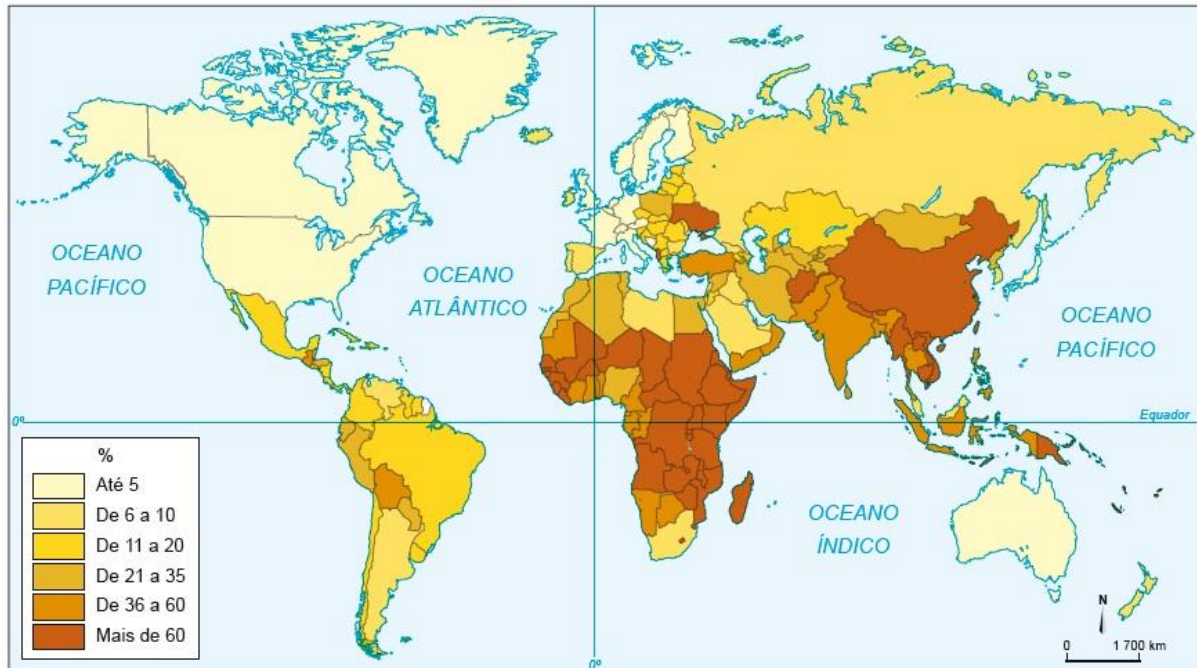 OCEANO
PACÍFICO
OCEANO
ATLÂNTICO
OCEANO
PACÍFICO
0º
Equador
%
Até 5
De 6 a 10
De 11 a 20
De 21 a 35
De 36 a 60
Mais de 60
OCEANO
ÍNDICO
N
0 1 700 km
0º